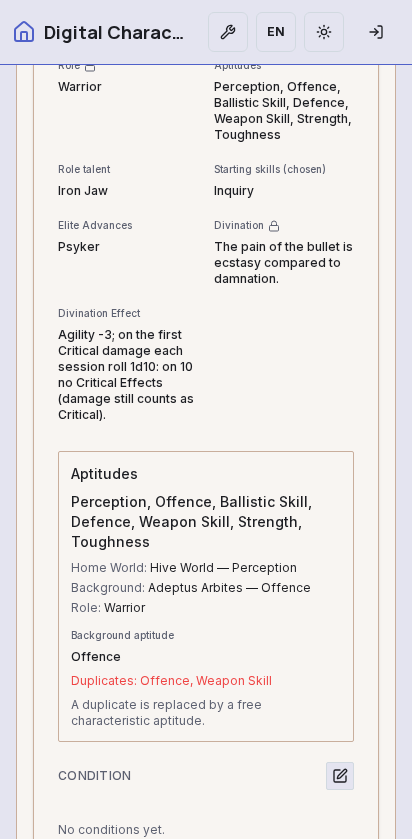 Digital Charac...
EN
Role
Aptitudes
Warrior
Perception, Offence,
Ballistic Skill, Defence,
Weapon Skill, Strength,
Toughness
Role talent
Starting skills (chosen)
Iron Jaw
Inquiry
Elite Advances
Divination
Psyker
The pain of the bullet is
ecstasy compared to
damnation.
Divination Effect
Agility -3; on the first
Critical damage each
session roll 1d10: on 10
no Critical Effects
(damage still counts as
Critical).
Aptitudes
Perception, Offence, Ballistic Skill,
Defence, Weapon Skill, Strength,
Toughness
Home World: Hive World — Perception
Background: Adeptus Arbites — Offence
Role: Warrior
Background aptitude
Offence
Duplicates: Offence, Weapon Skill
A duplicate is replaced by a free
characteristic aptitude.
CONDITION
No conditions yet.